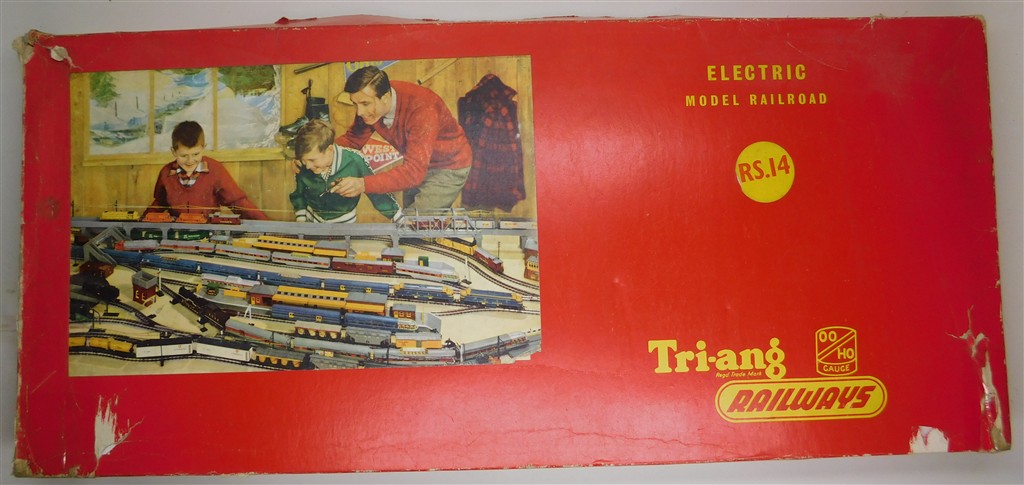 ELECTRIC
MODEL RAILROAD
RS.14
WEST
POINT
Tri-ang
Regd Trade Mark
OO
HO
GAUGE
RAILWAYS